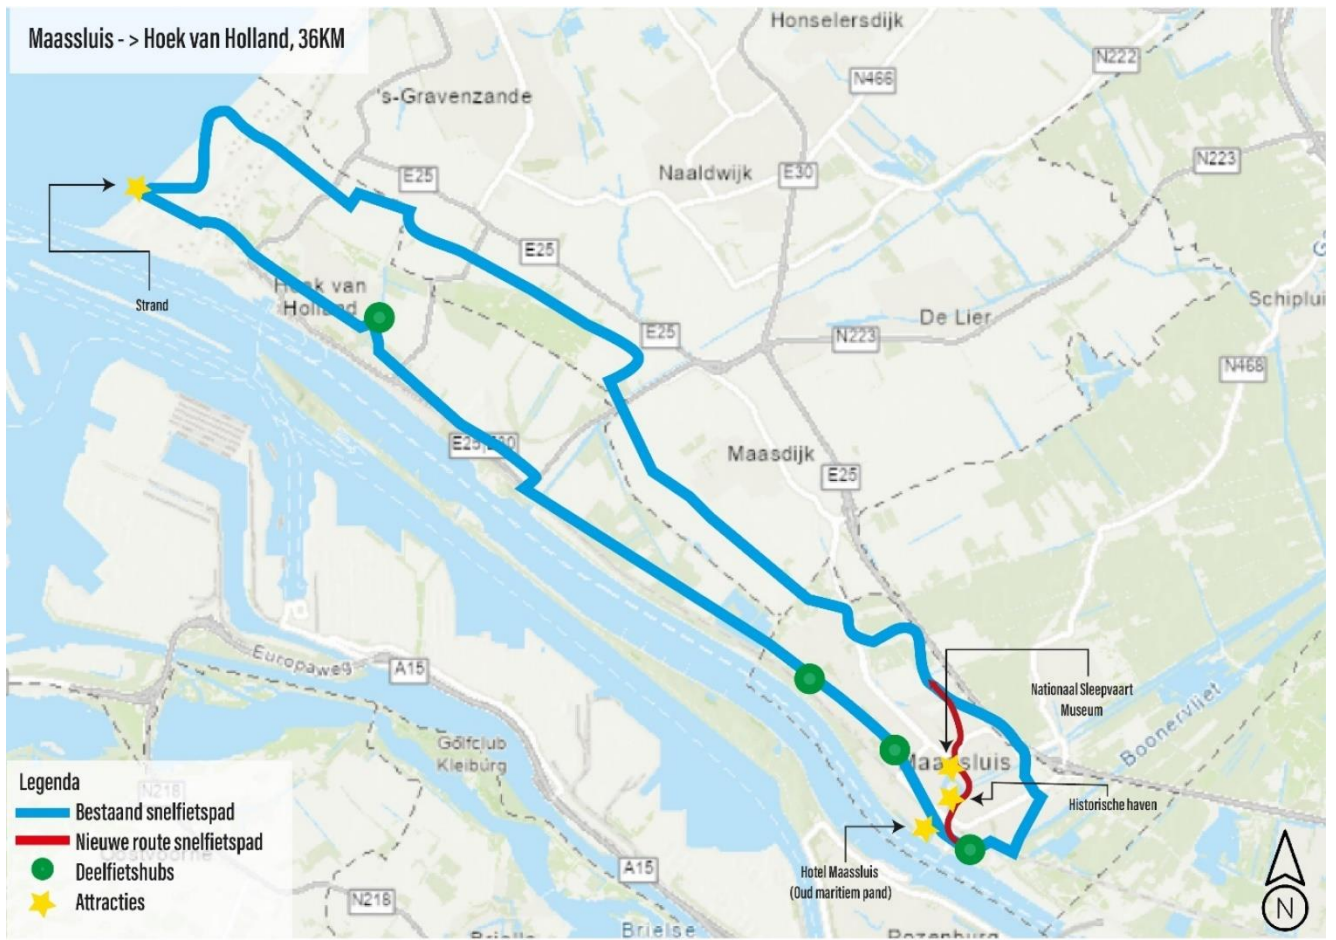 Maassluis - > Hoek van Holland, 36KM
Honselersdijk
N222
N466
's-Gravenzande
N223
Naaldwijk
E30
E25
E25
Strand
Hoek van
Holland
Schiplui
De Lier
E25
N223
N468
E25;E30
Maasdijk
E25
Nationaal Sleepvaart
Museum
Europaweg
A15
Boonervliet
Golfclub
Kleiburg
Maassluis
Historische haven
Legenda
N218
Bestaand snelfietspad
Nieuwe route snelfietspad
Oostvoorne
Deelfietshubs
Attracties
Hotel Maassluis
(Oud maritiem pand)
A15
N218
N
Brielle
Brielse
Rozenburg